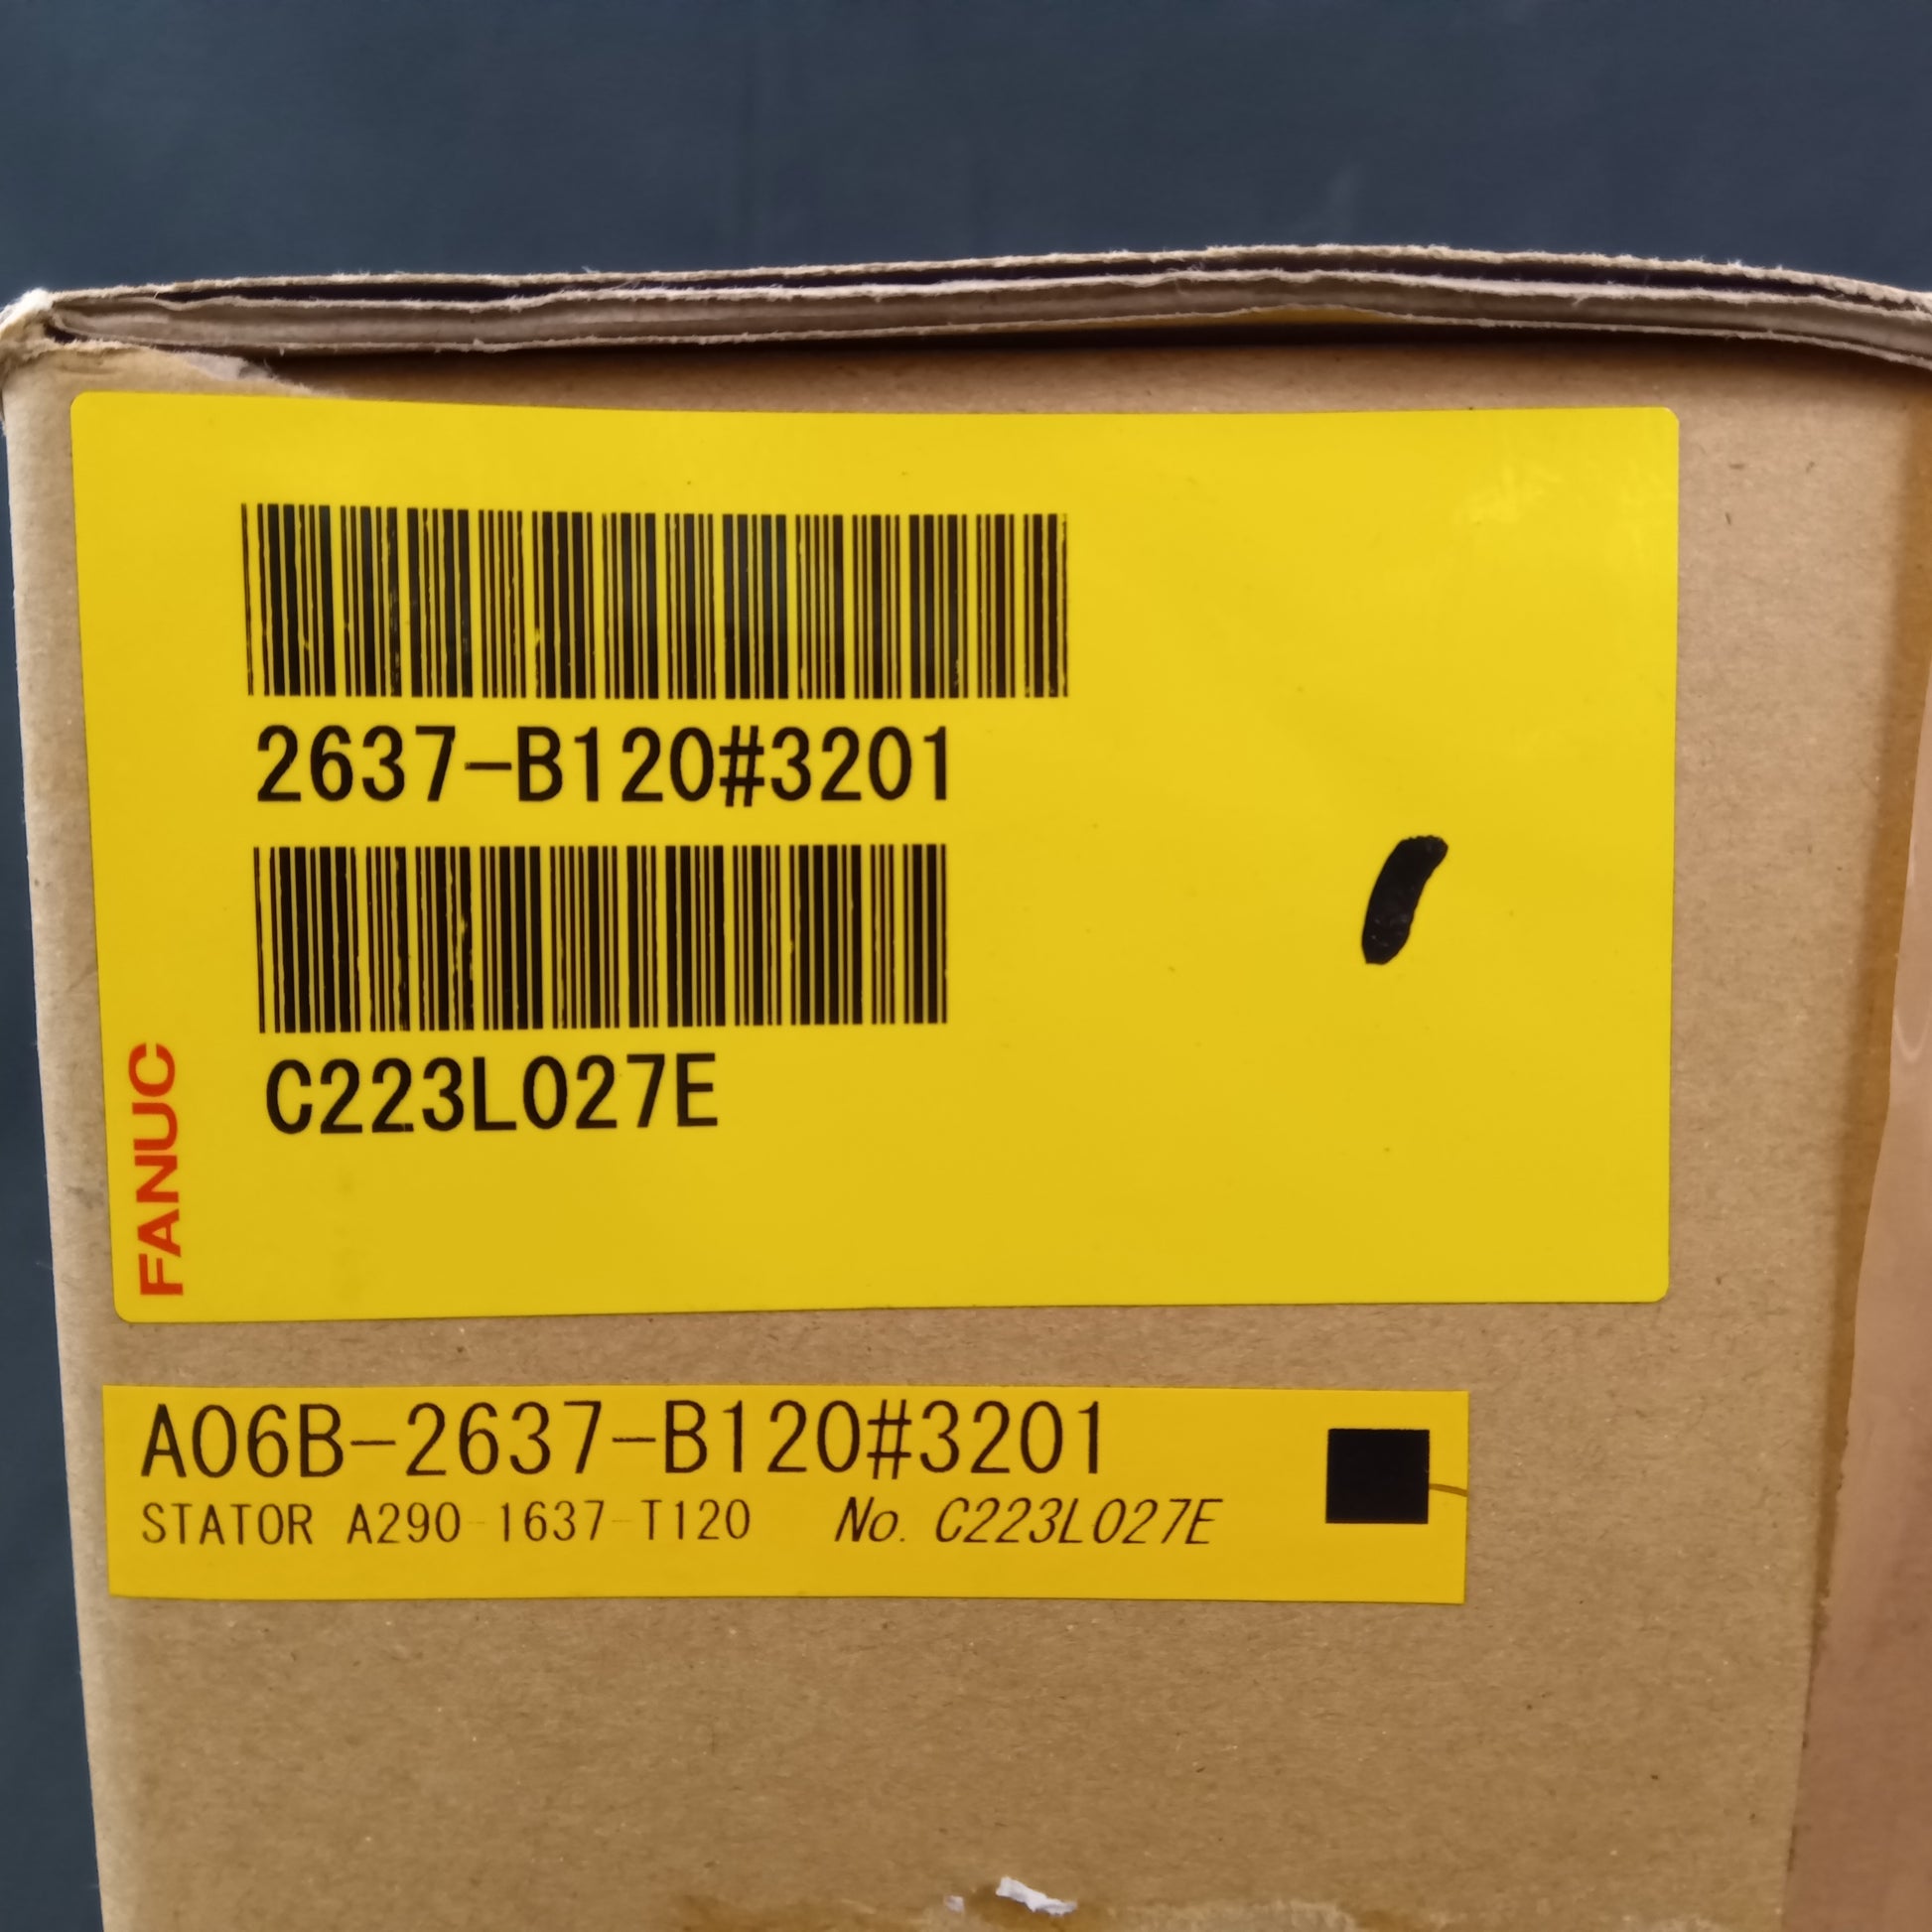 2637-B120#3201
C223L027E
FANUC
A06B-2637-B120#3201
STATOR A290-1637-T120 No. C223L027E